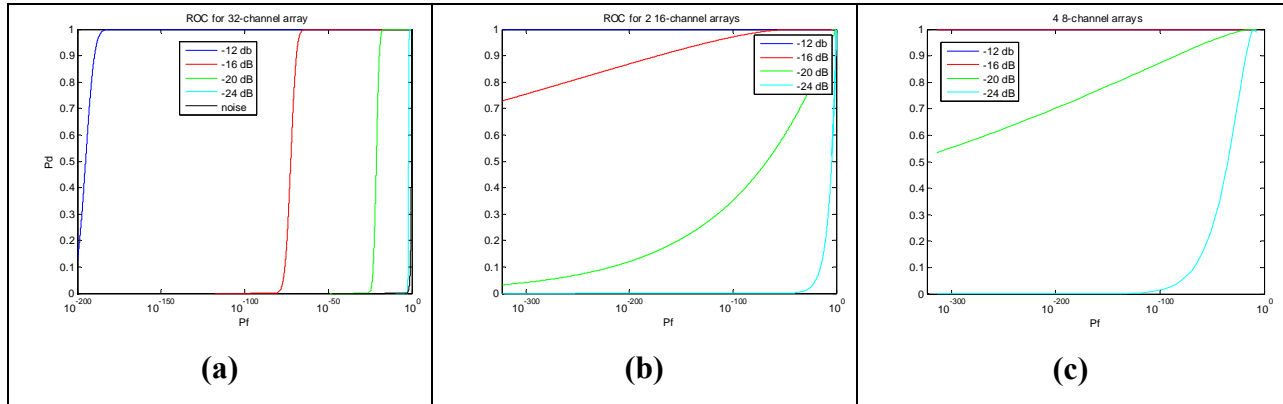 ROC for 32-channel array
1
0.9
0.8
0.7
0.6
0.5
0.4
0.3
0.2
0.1
0
Pd
-12 db
-16 dB
-20 dB
-24 dB
noise
10^-200
10^-150
10^-100
10^-50
10^0
Pf
(a)
ROC for 2 16-channel arrays
1
0.9
0.8
0.7
0.6
0.5
0.4
0.3
0.2
0.1
0
-12 db
-16 dB
-20 dB
-24 dB
10^-300
10^-200
10^-100
10^0
Pf
(b)
4 8-channel arrays
1
0.9
0.8
0.7
0.6
0.5
0.4
0.3
0.2
0.1
0
-12 db
-16 dB
-20 dB
-24 dB
10^-300
10^-200
10^-100
10^0
Pf
(c)